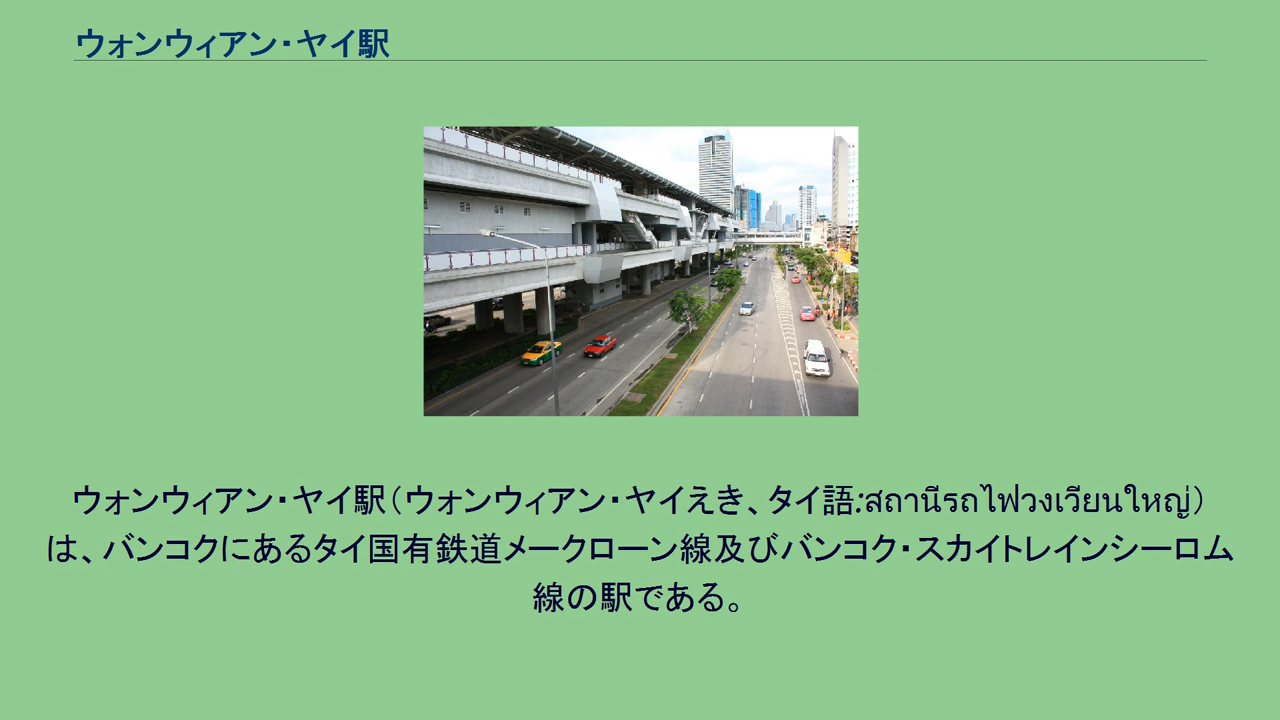 ウォンウィアン・ヤイ駅
ウォンウィアン・ヤイ駅（ウォンウィアン・ヤイえき、タイ語:สถานีรถไฟวงเวียนใหญ่）
は、バンコクにあるタイ国有鉄道メークローン線及びバンコク・スカイトレインシーロム
線の駅である。